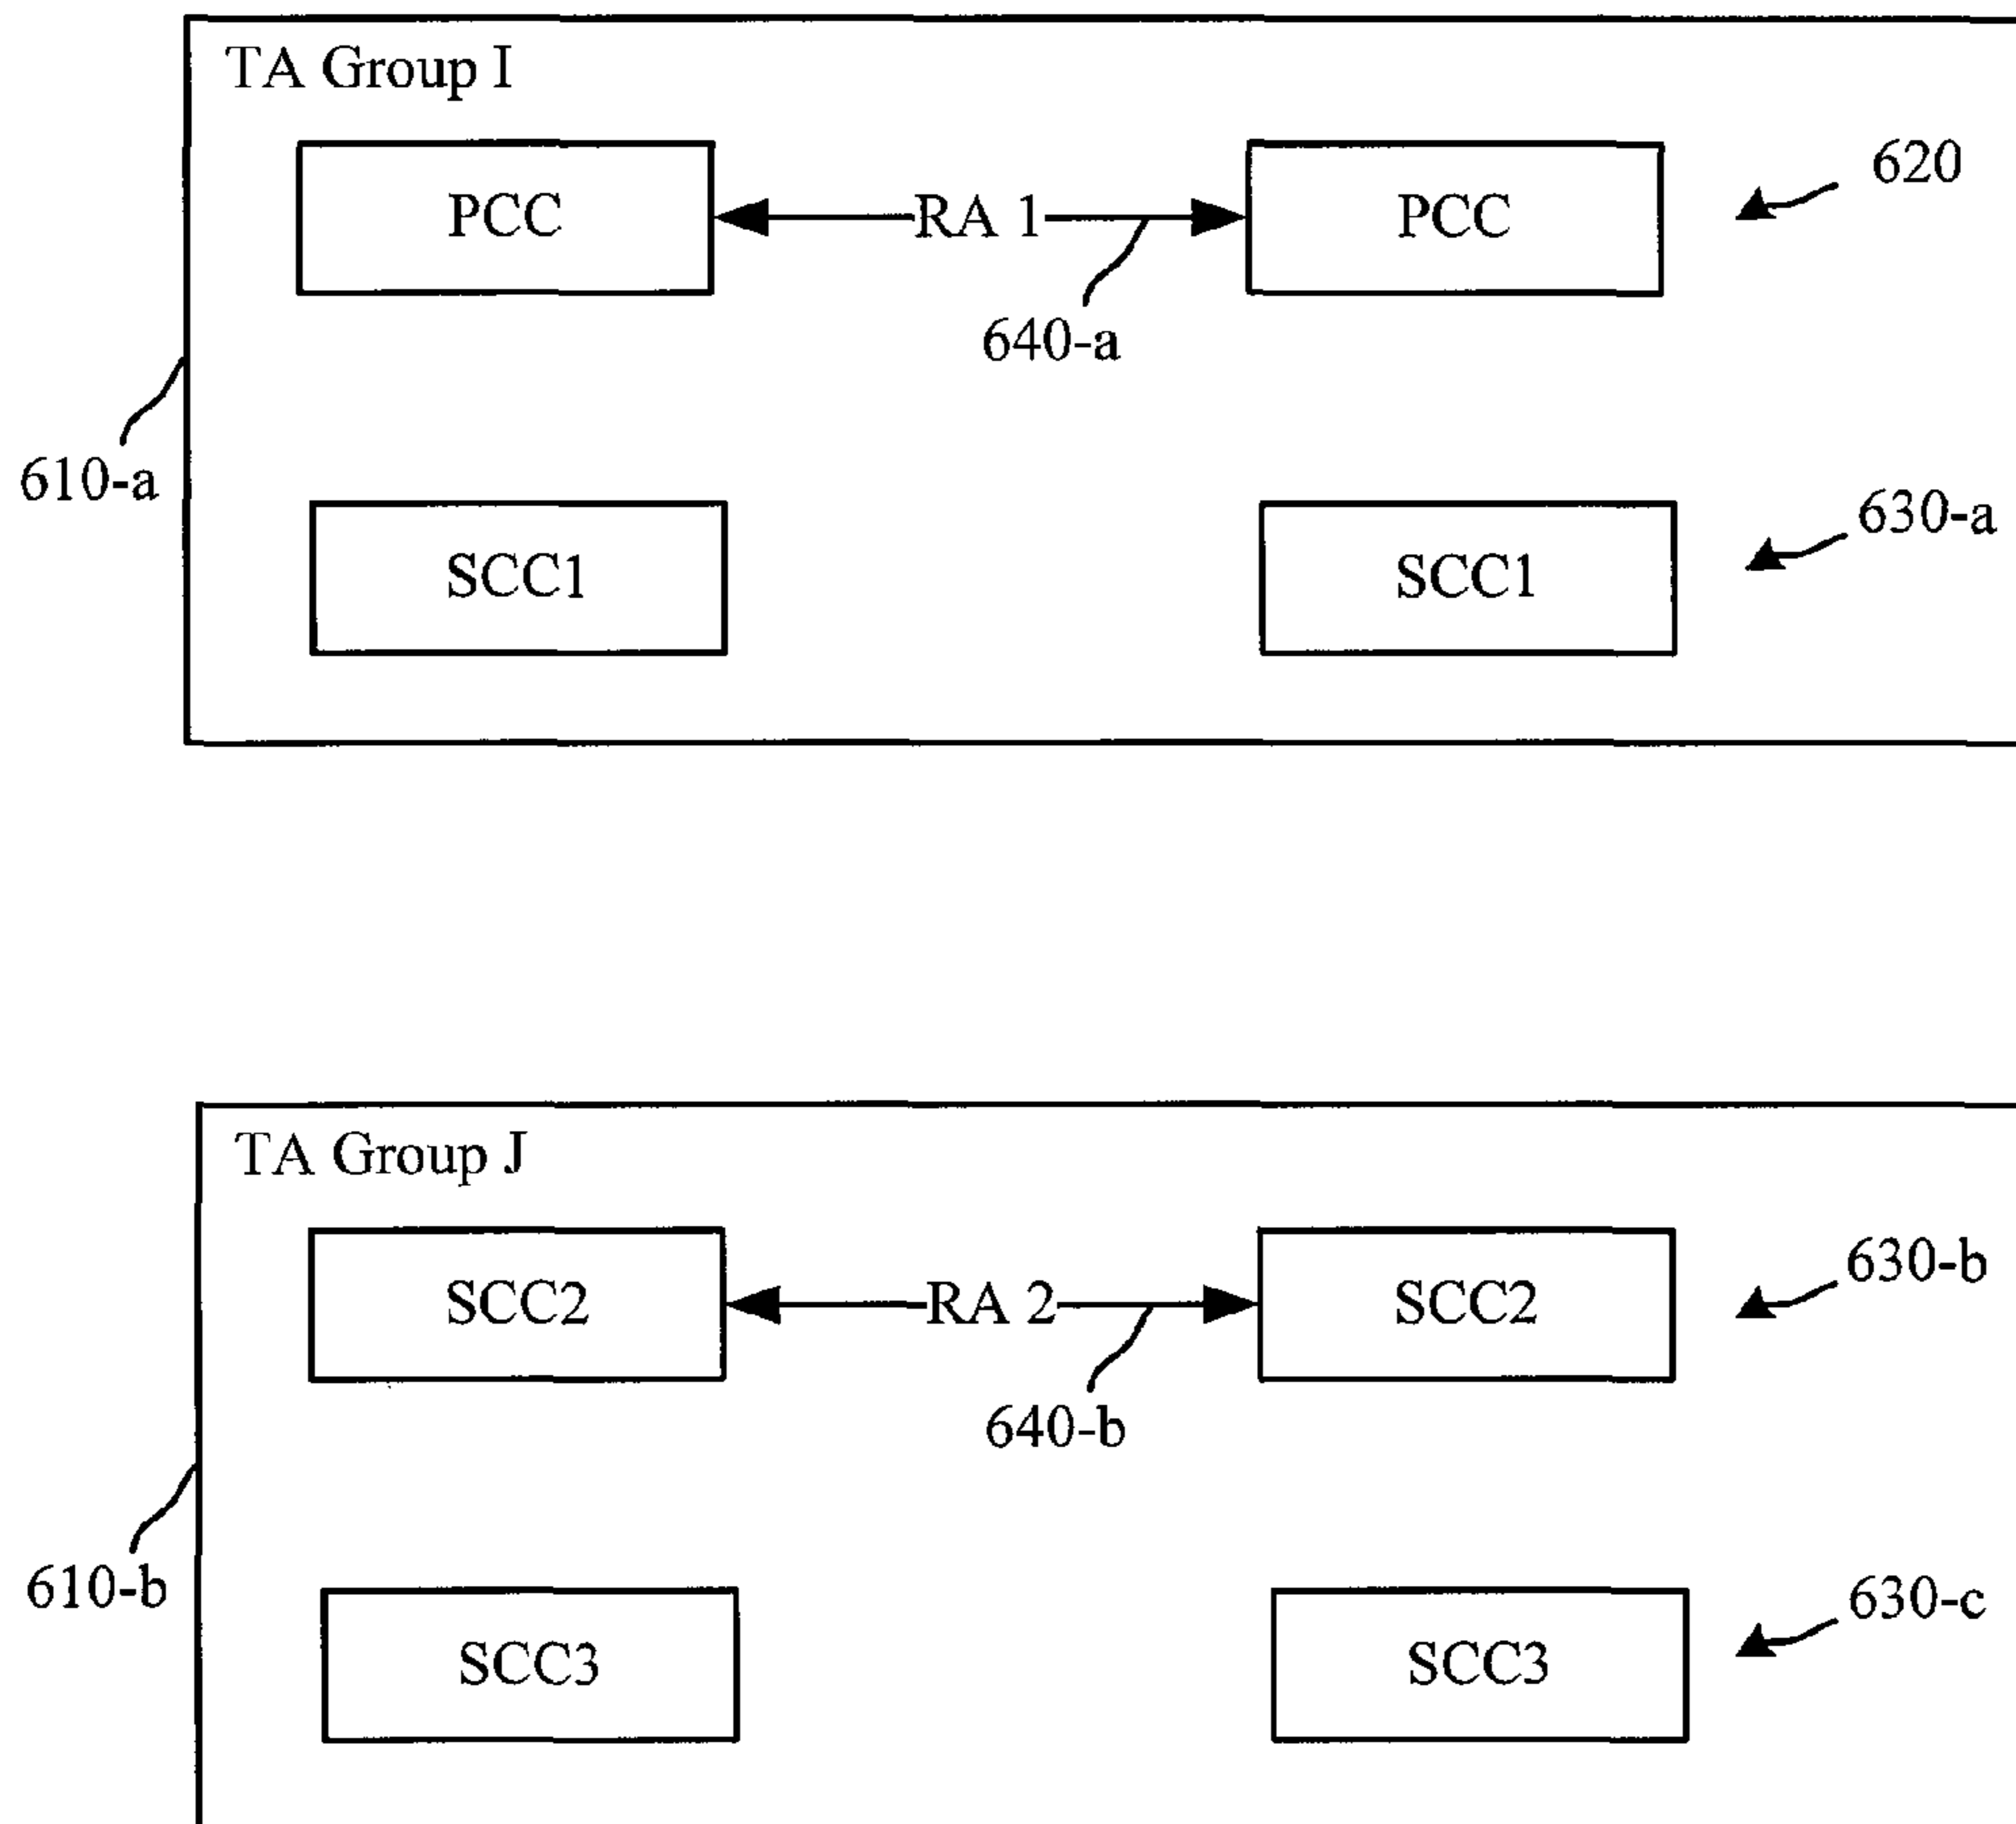 TA Group I
620
PCC RA 1 PCC
640-a
610-a
630-a
SCC1 SCC1
TA Group J
630-b
SCC2 RA 2 SCC2
640-b
610-b
630-c
SCC3 SCC3